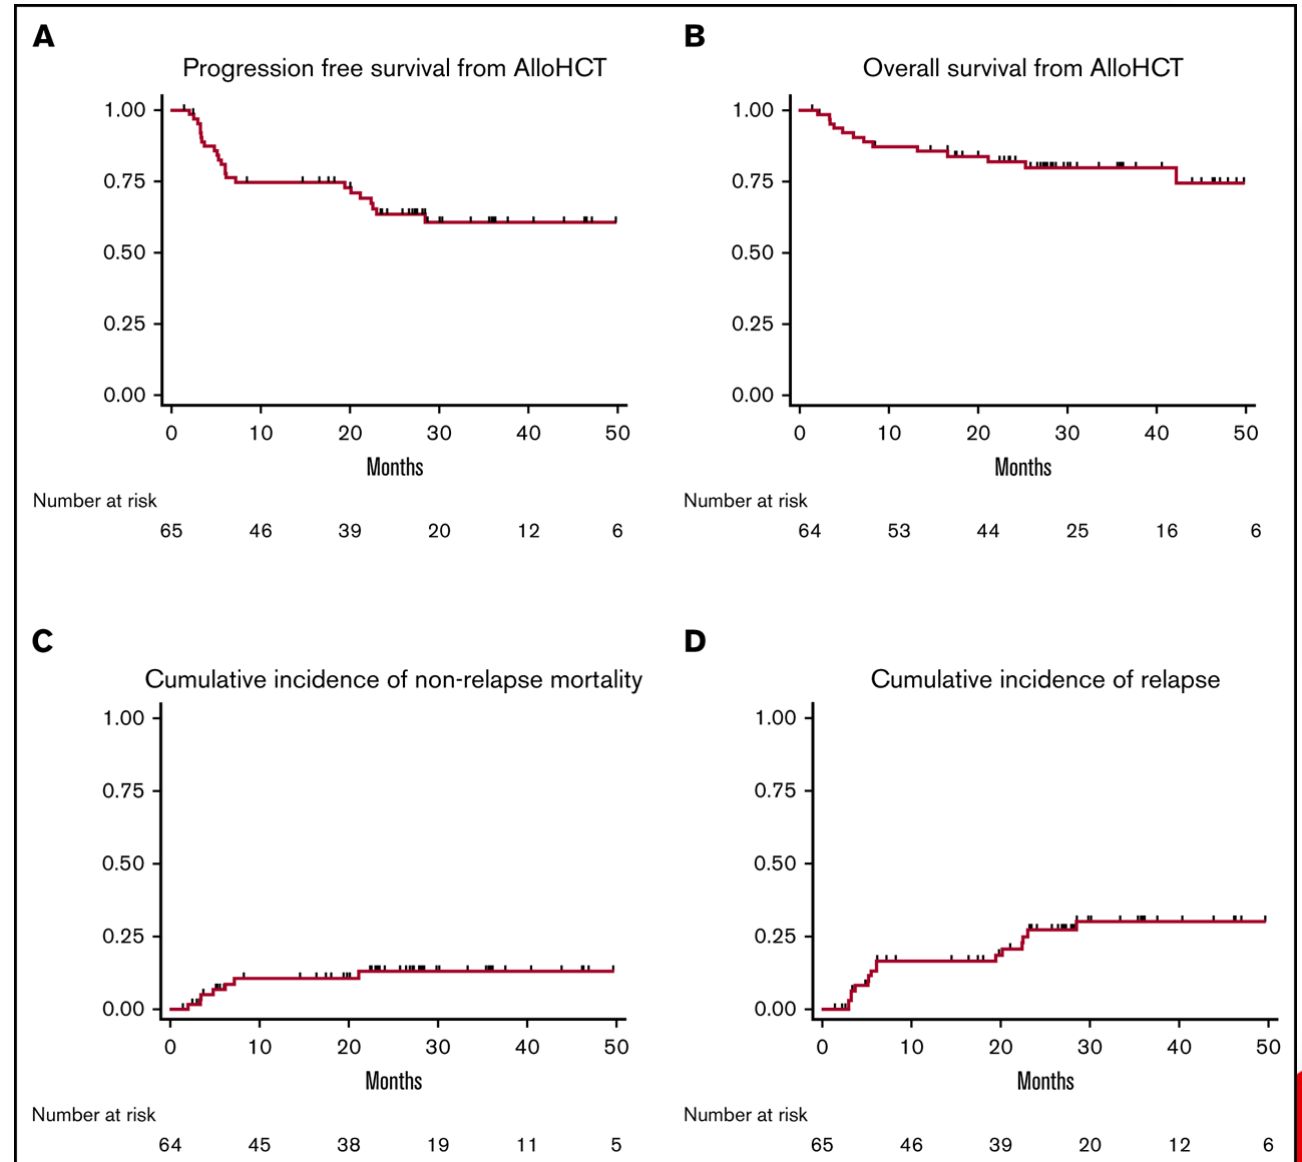 A
Progression free survival from AlloHCT
1.00
0.75
0.50
0.25
0.00
0 10 20 30 40 50
Months
Number at risk
65 46 39 20 12 6
B
Overall survival from AlloHCT
1.00
0.75
0.50
0.25
0.00
0 10 20 30 40 50
Months
Number at risk
64 53 44 25 16 6
C
Cumulative incidence of non-relapse mortality
1.00
0.75
0.50
0.25
0.00
0 10 20 30 40 50
Months
Number at risk
64 45 38 19 11 5
D
Cumulative incidence of relapse
1.00
0.75
0.50
0.25
0.00
0 10 20 30 40 50
Months
Number at risk
65 46 39 20 12 6